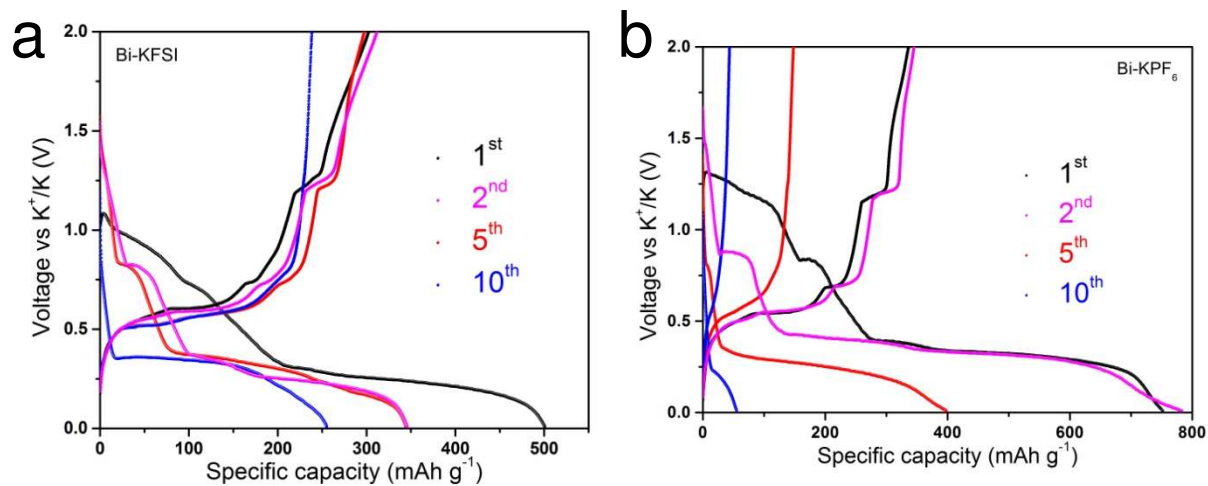 a
Bi-KFSI
Voltage vs K⁺/K (V)
2.0
1.5
1.0
0.5
0.0
1ˢᵗ
2ⁿᵈ
5ᵗʰ
10ᵗʰ
0 100 200 300 400 500
Specific capacity (mAh g⁻¹)
b
Bi-KPF₆
Voltage vs K⁺/K (V)
2.0
1.5
1.0
0.5
0.0
1ˢᵗ
2ⁿᵈ
5ᵗʰ
10ᵗʰ
0 200 400 600 800
Specific capacity (mAh g⁻¹)